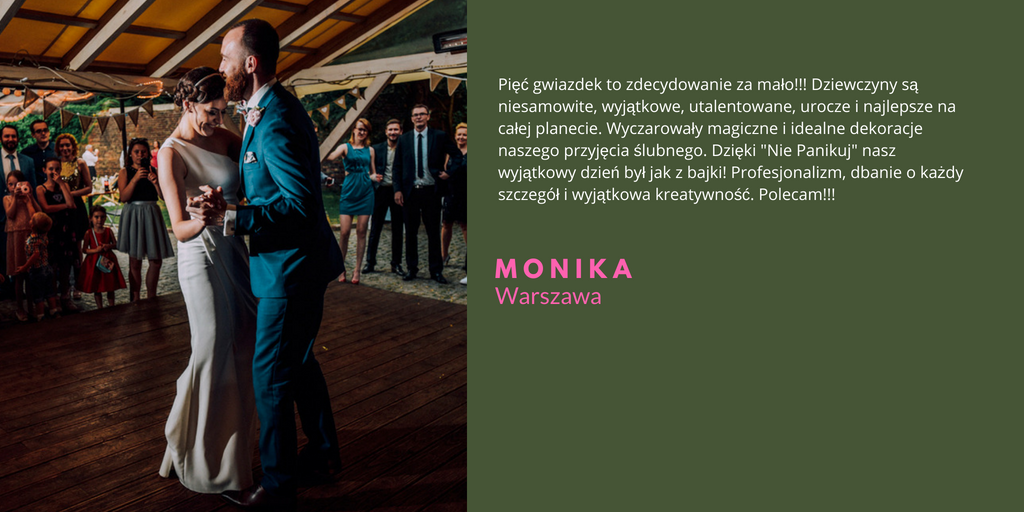 Pięć gwiazdek to zdecydowanie za mało!!! Dziewczyny są
niesamowite, wyjątkowe, utalentowane, urocze i najlepsze na
całej planecie. Wyczarowały magiczne i idealne dekoracje
naszego przyjęcia ślubnego. Dzięki "Nie Panikuj" nasz
wyjątkowy dzień był jak z bajki! Profesjonalizm, dbanie o każdy
szczegół i wyjątkowa kreatywność. Polecam!!!
MONIKA
Warszawa